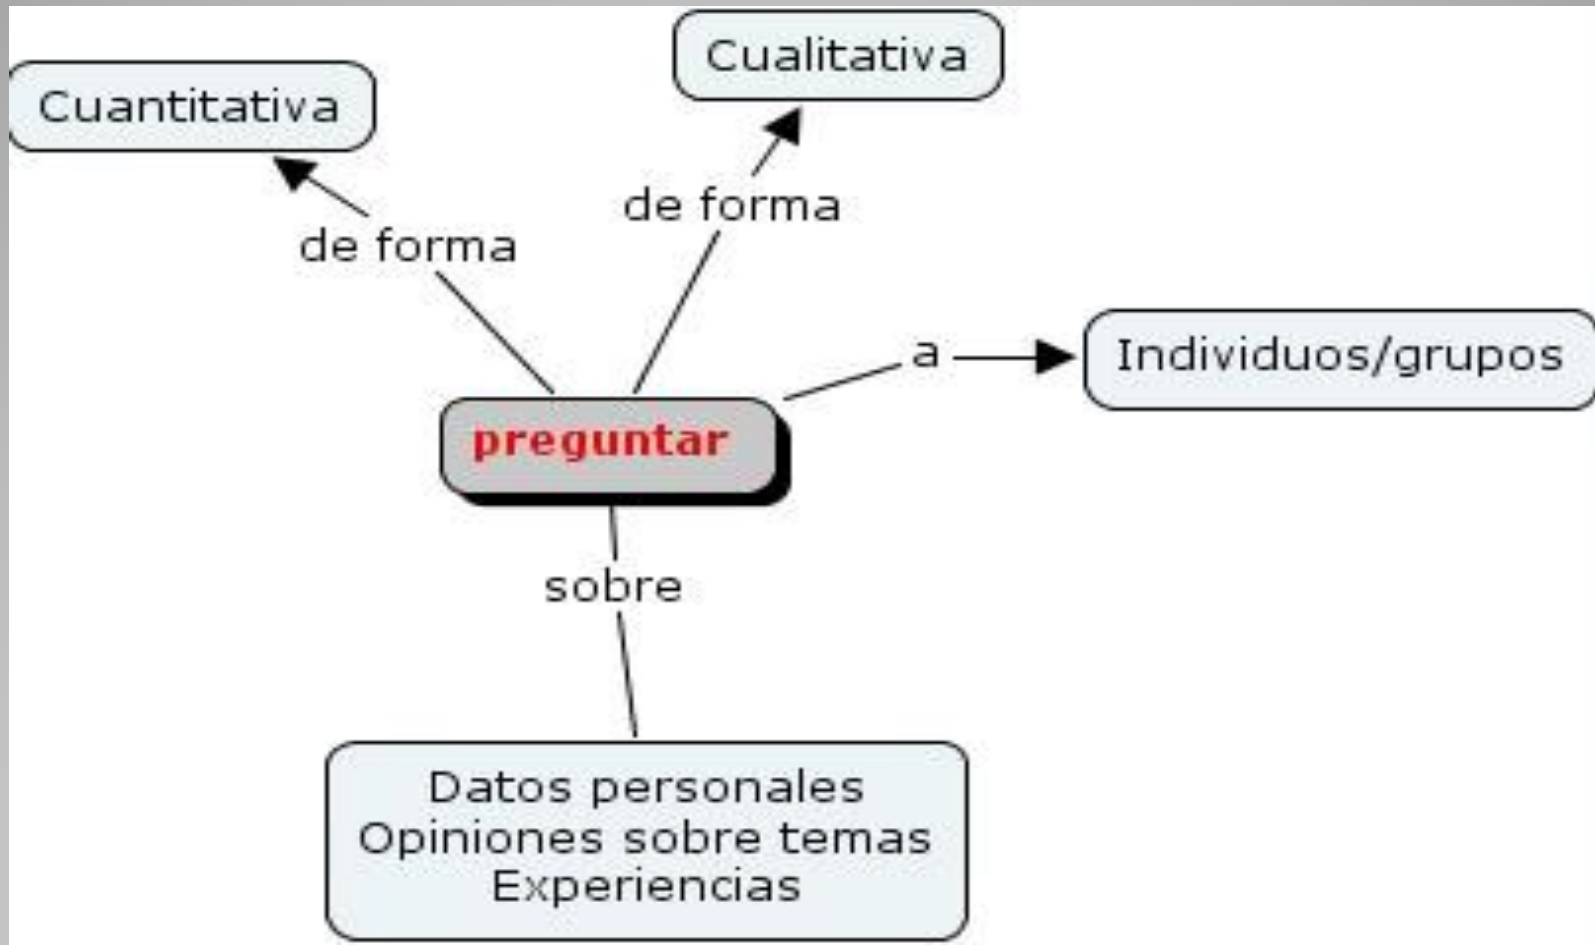 Cualitativa
Cuantitativa
de forma
de forma
a
Individuos/grupos
preguntar
sobre
Datos personales
Opiniones sobre temas
Experiencias